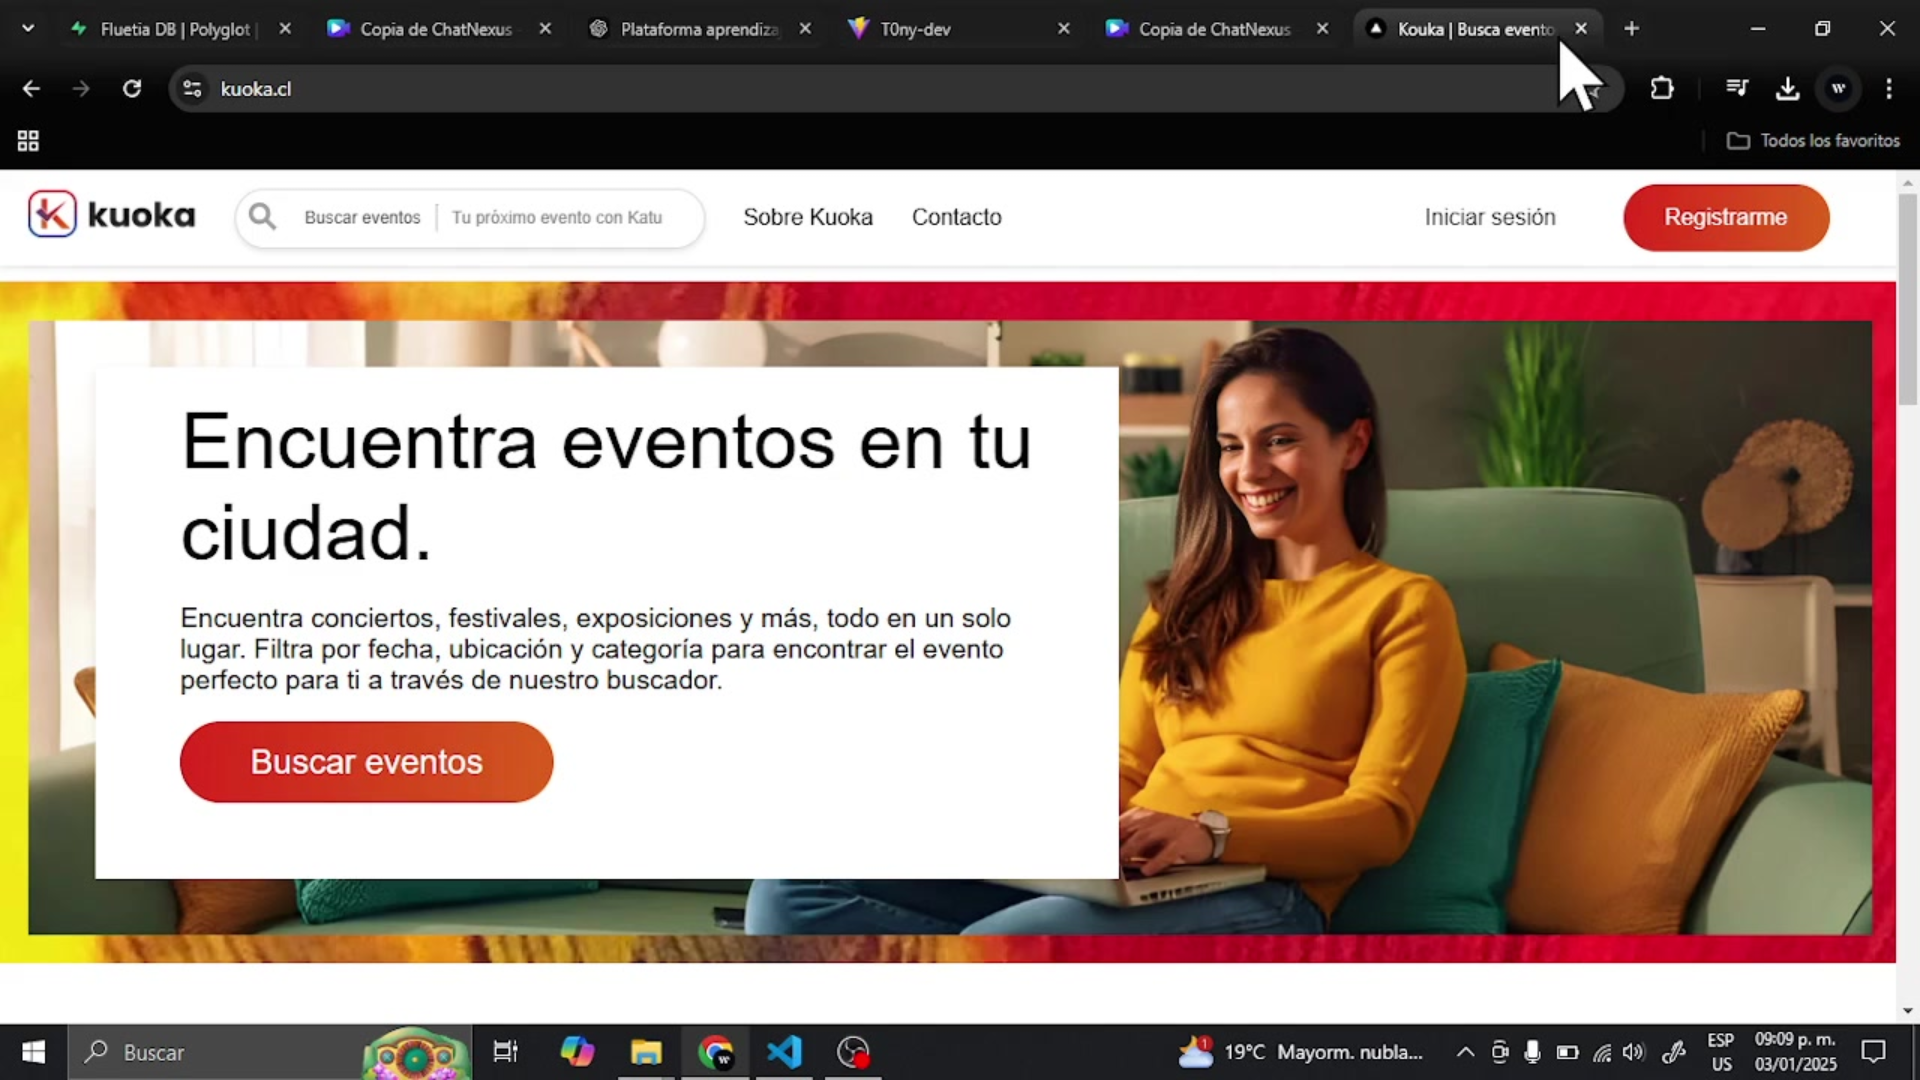 Fluetia DB | Polyglot |
Copia de ChatNexus
Plataforma aprendiza
T0ny-dev
Copia de ChatNexus
Kouka | Busca evento
kuoka.cl
W
Todos los favoritos
kuoka
Buscar eventos
Tu próximo evento con Katu
Sobre Kuoka
Contacto
Iniciar sesión
Registrarme
Encuentra eventos en tu
ciudad.
Encuentra conciertos, festivales, exposiciones y más, todo en un solo
lugar. Filtra por fecha, ubicación y categoría para encontrar el evento
perfecto para ti a través de nuestro buscador.
Buscar eventos
Buscar
1
19°C Mayorm. nubla...
ESP
US
09:09 p. m.
03/01/2025